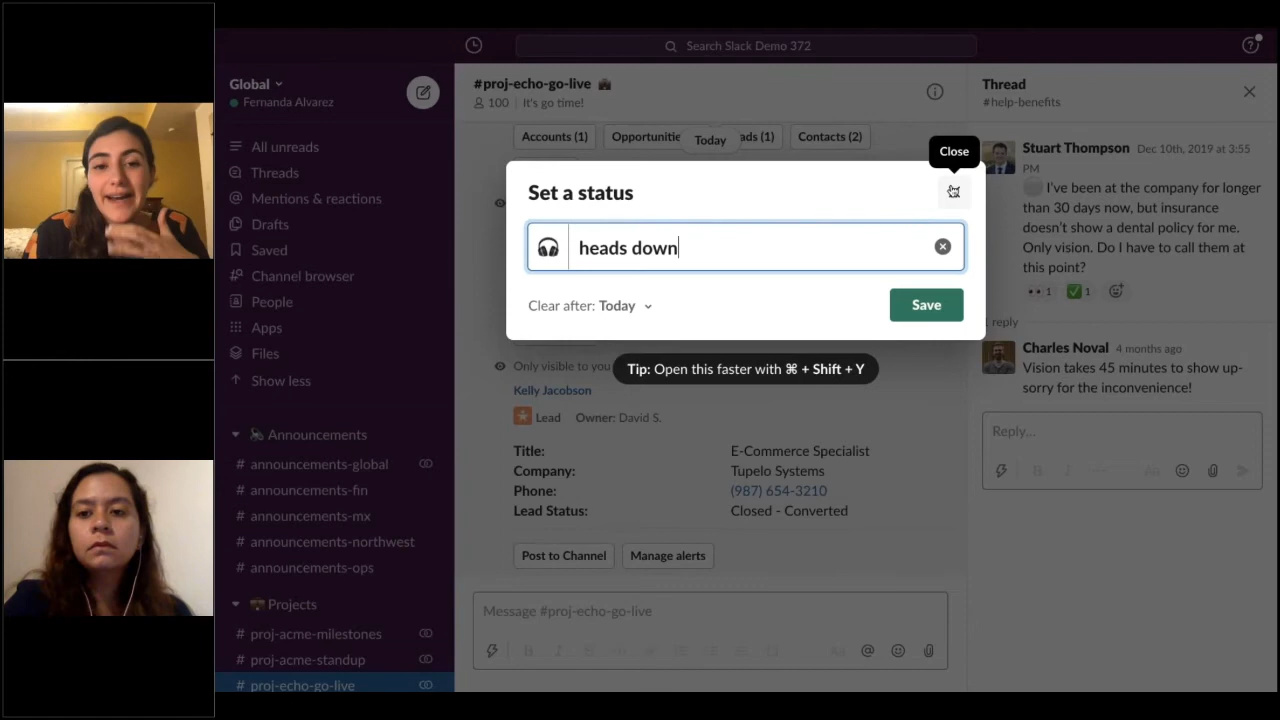 Search Slack Demo 372
Global
Fernanda Alvarez
All unreads
Threads
Mentions & reactions
Drafts
Saved
Channel browser
People
Apps
Files
Show less
Announcements
# announcements-global
# announcements-fin
# announcements-mx
# announcements-northwest
# announcements-ops
Projects
# proj-acme-milestones
# proj-acme-standup
# proj-echo-go-live
#proj-echo-go-live
100 | It's go time!
Accounts (1)
Opportunitie
Today
ads (1)
Contacts (2)
Close
Set a status
heads down
Clear after: Today
Save
Tip: Open this faster with ⌘ + Shift + Y
Only visible to you
Kelly Jacobson
Lead Owner: David S.
Title: E-Commerce Specialist
Company: Tupelo Systems
Phone: (987) 654-3210
Lead Status: Closed - Converted
Post to Channel
Manage alerts
Message #proj-echo-go-live
Thread
#help-benefits
Stuart Thompson Dec 10th, 2019 at 3:55
PM
I've been at the company for longer
than 30 days now, but insurance
doesn't show a dental policy for me.
Only vision. Do I have to call them at
this point?
1 1
reply
Charles Noval 4 months ago
Vision takes 45 minutes to show up-
sorry for the inconvenience!
Reply...